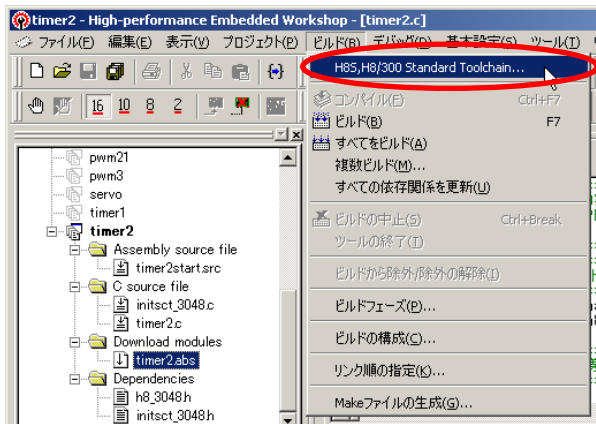 timer2 - High-performance Embedded Workshop - [timer2.c]
ファイル(F) 編集(E) 表示(V) プロジェクト(P) ビルド(B) デバッグ(D) 基本設定(S) ツール(T)
H8S,H8/300 Standard Toolchain...
コンパイル(F) Ctrl+F7
16 10 8 2
ビルド(B) F7
すべてをビルド(A)
pwm21
複数ビルド(M)...
pwm3
すべての依存関係を更新(U)
servo
timer1
ビルドの中止(S) Ctrl+Break
timer2
ツールの終了(T)
Assembly source file
timer2start.src
ビルドから除外/除外の解除(I)
C source file
initsct_3048.c
ビルドフェーズ(P)...
timer2.c
ビルドの構成(C)...
Download modules
timer2.abs
リンク順の指定(K)...
Dependencies
h8_3048.h
Makeファイルの生成(G)...
initsct_3048.h